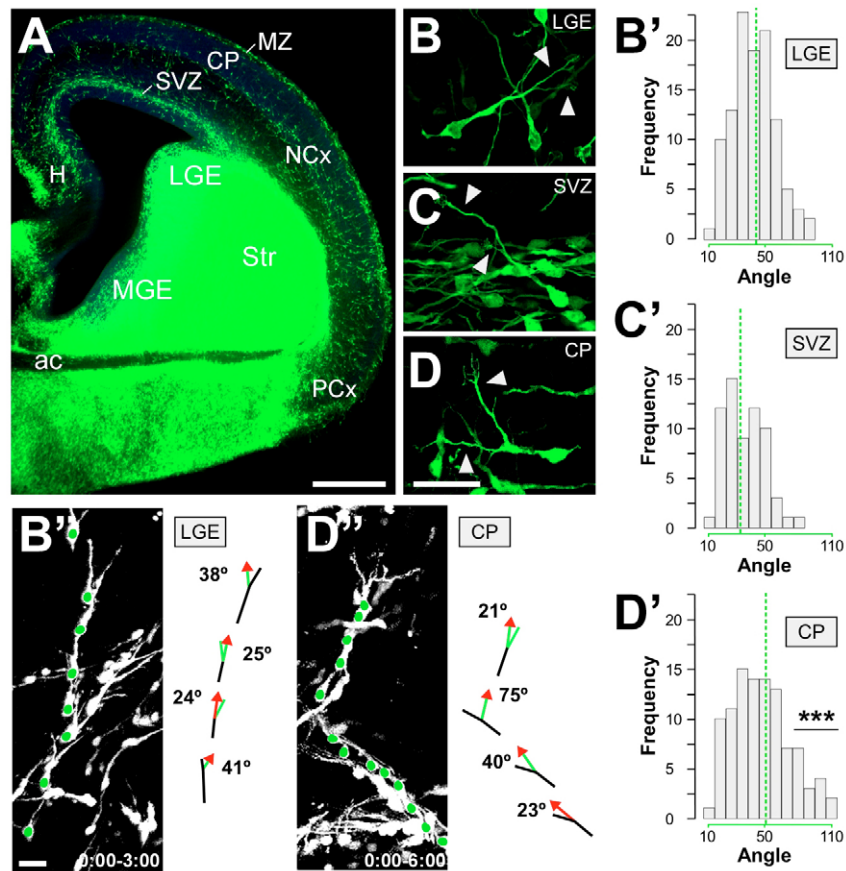 A
MZ
CP
SVZ
NCx
H
LGE
Str
MGE
ac
PCx
B
LGE
C
SVZ
D
CP
B’
LGE
Frequency
20
15
10
5
0
10
50
110
Angle
C’
SVZ
Frequency
20
15
10
5
0
10
50
110
Angle
D’
CP
Frequency
20
15
10
5
0
***
10
50
110
Angle
B’’
LGE
38º
25º
24º
41º
0:00-3:00
D’’
CP
21º
75º
40º
23º
0:00-6:00